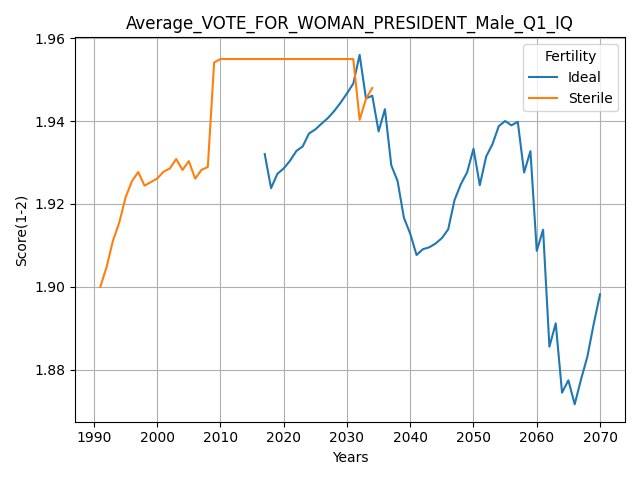 Average_VOTE_FOR_WOMAN_PRESIDENT_Male_Q1_IQ
Fertility
Ideal
Sterile
Score(1-2)
1.96
1.94
1.92
1.90
1.88
1990 2000 2010 2020 2030 2040 2050 2060 2070
Years